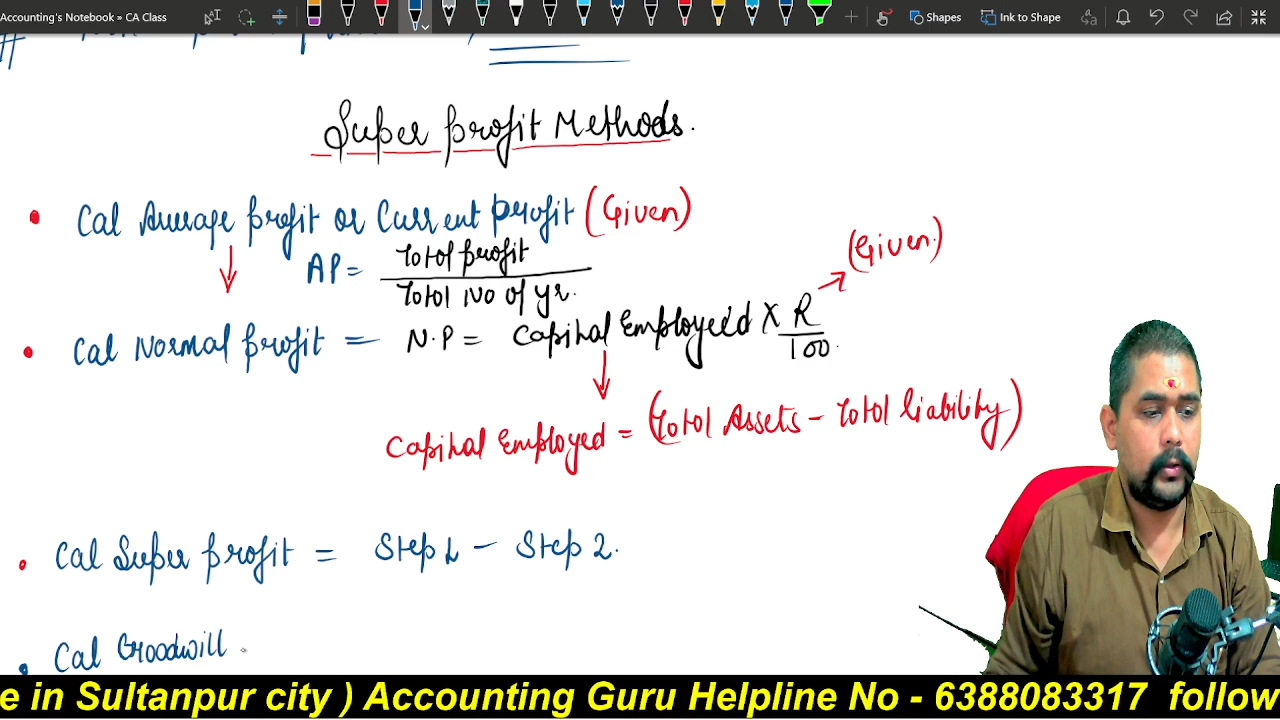 Accounting's Notebook » CA Class
Shapes
Ink to Shape
#
Super profit Methods.
• Cal Average profit or Current profit (Given)
AP = Total profit
Total No of yr.
(Given)
• Cal Normal profit = N.P = Capital Employeed X R
100.
Capital Employed = (Total Assets - Total liability)
• Cal Super profit = Step 1 - Step 2.
• Cal Goodwill
e in Sultanpur city ) Accounting Guru Helpline No - 6388083317 follow